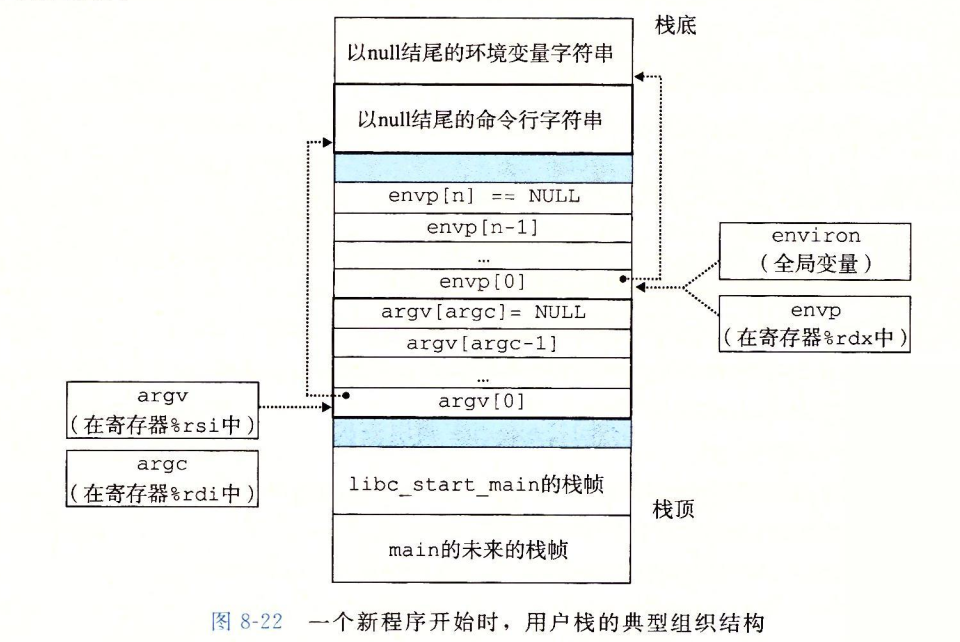 栈底
以null结尾的环境变量字符串
以null结尾的命令行字符串
envp[n] == NULL
envp[n-1]
…
envp[0]
environ
(全局变量)
envp
(在寄存器%rdx中)
argv[argc]= NULL
argv[argc-1]
…
argv[0]
argv
(在寄存器%rsi中)
argc
(在寄存器%rdi中)
libc_start_main的栈帧
栈顶
main的未来的栈帧
图 8-22 一个新程序开始时，用户栈的典型组织结构